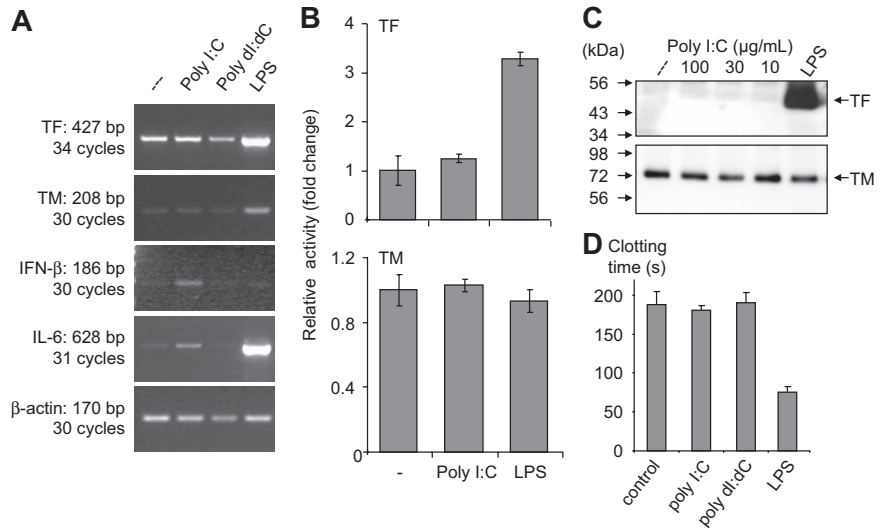 A
---
Poly I:C
Poly dI:dC
LPS
TF: 427 bp
34 cycles
TM: 208 bp
30 cycles
IFN-β: 186 bp
30 cycles
IL-6: 628 bp
31 cycles
β-actin: 170 bp
30 cycles
B
Relative activity (fold change)
TF
4
3
2
1
0
TM
1.2
0.8
0.4
0
-
Poly I:C
LPS
C
(kDa)
---
Poly I:C (µg/mL)
100 30 10
LPS
56
43
34
TF
98
72
56
TM
D
Clotting
time (s)
200
150
100
50
0
control
poly I:C
poly dI:dC
LPS